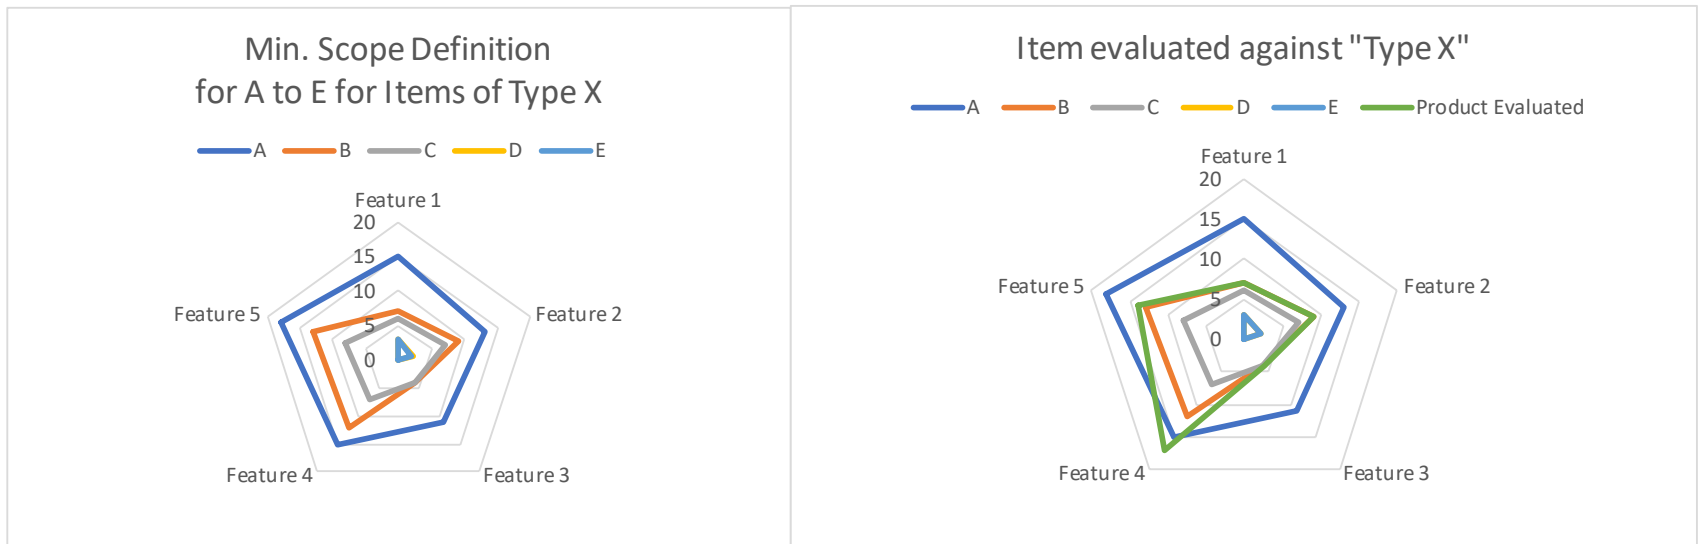 Min. Scope Definition
for A to E for Items of Type X
A B C D E
Feature 1
20
15
10
5
0
Feature 2
Feature 3
Feature 4
Feature 5
Item evaluated against "Type X"
A B C D E Product Evaluated
Feature 1
20
15
10
5
0
Feature 2
Feature 3
Feature 4
Feature 5